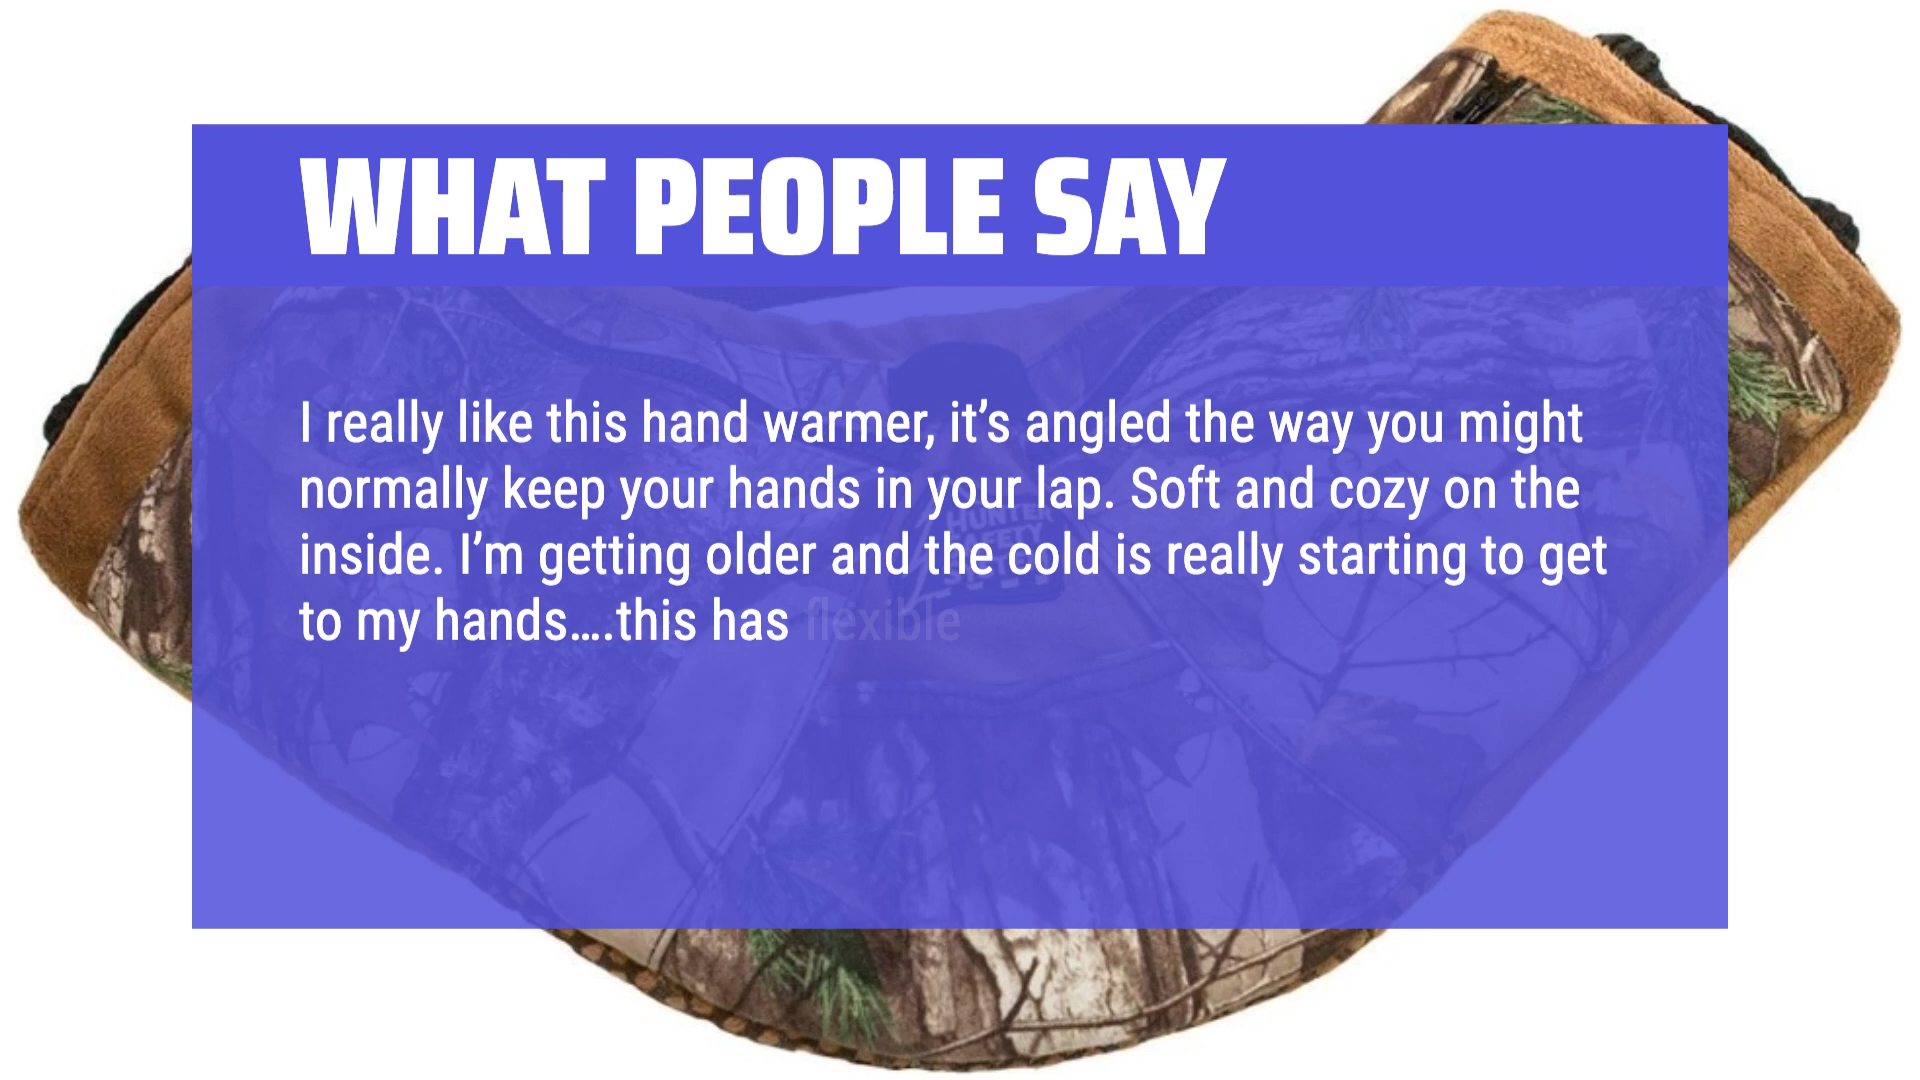 WHAT PEOPLE SAY
I really like this hand warmer, it’s angled the way you might
normally keep your hands in your lap. Soft and cozy on the
inside. I’m getting older and the cold is really starting to get
to my hands….this has flexible
HUNTER
SAFETY